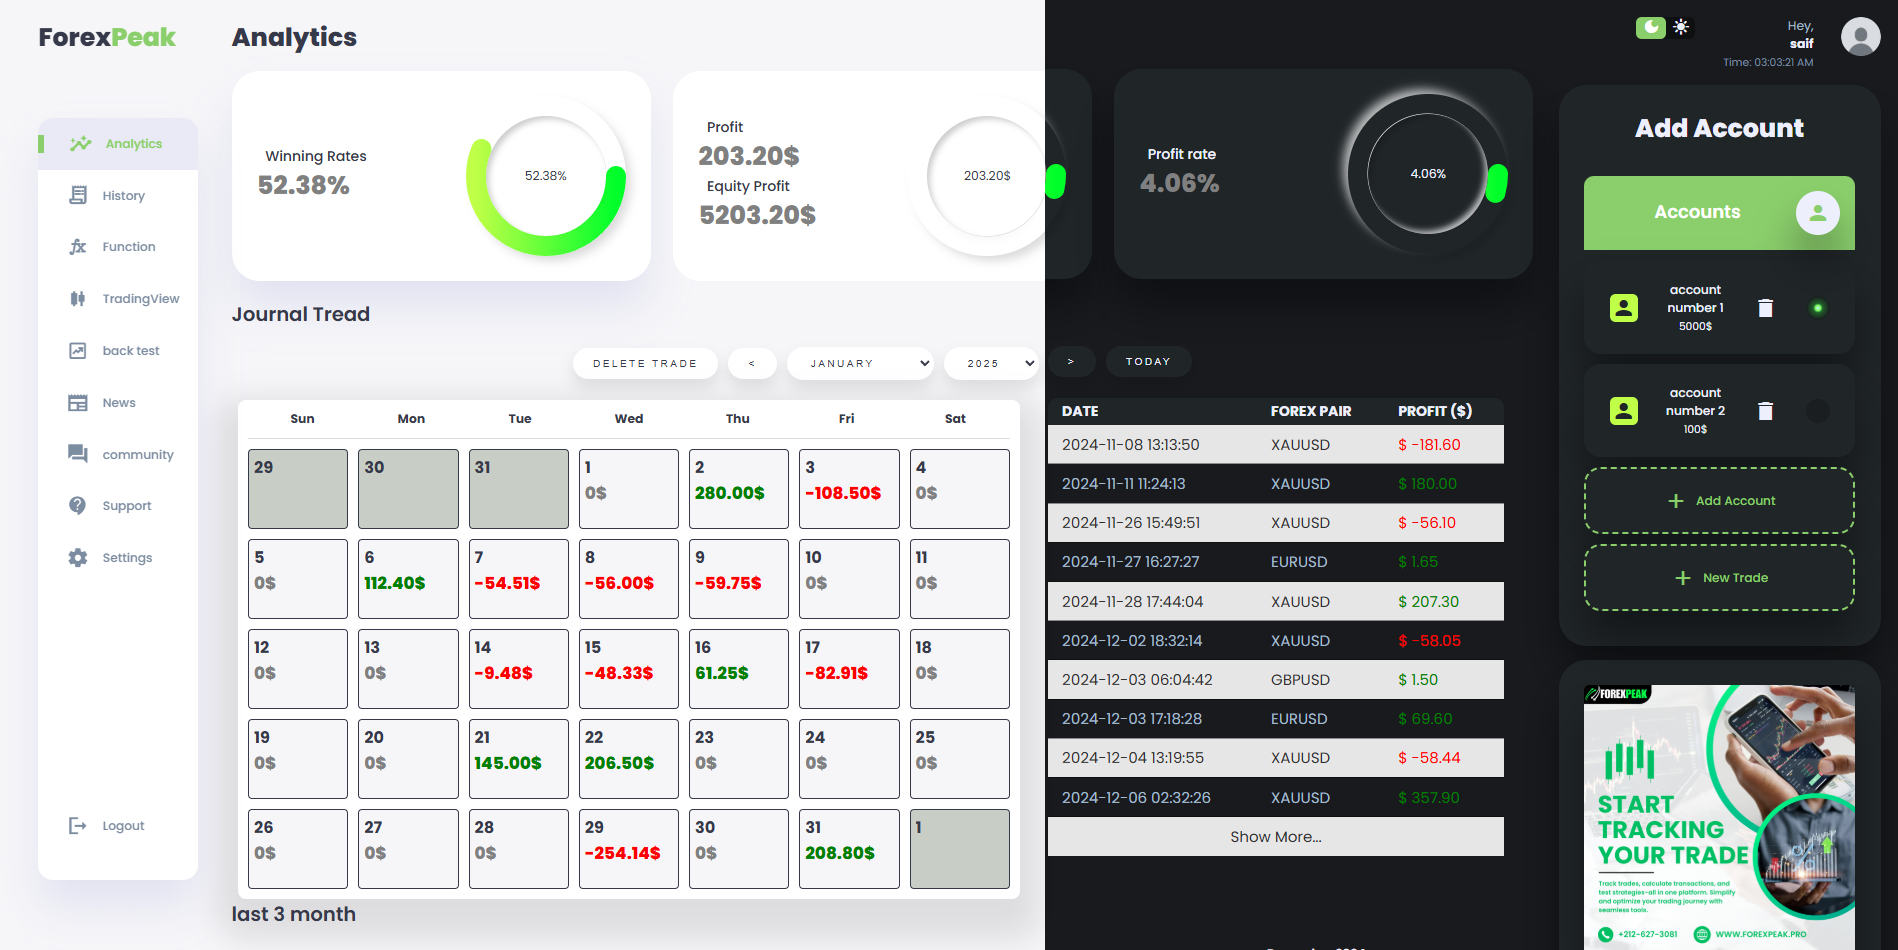 ForexPeak
Analytics
History
Function
TradingView
back test
News
community
Support
Settings
Logout
Analytics
Winning Rates
52.38%
52.38%
Profit
203.20$
Equity Profit
5203.20$
203.20$
Profit rate
4.06%
4.06%
Journal Tread
DELETE TRADE < JANUARY 2025 > TODAY
Sun Mon Tue Wed Thu Fri Sat
29 30 31 1 2 3 4
0$ 280.00$ -108.50$ 0$
5 6 7 8 9 10 11
0$ 112.40$ -54.51$ -56.00$ -59.75$ 0$ 0$
12 13 14 15 16 17 18
0$ 0$ -9.48$ -48.33$ 61.25$ -82.91$ 0$
19 20 21 22 23 24 25
0$ 0$ 145.00$ 206.50$ 0$ 0$ 0$
26 27 28 29 30 31 1
0$ 0$ 0$ -254.14$ 0$ 208.80$
last 3 month
DATE FOREX PAIR PROFIT ($)
2024-11-08 13:13:50 XAUUSD $ -181.60
2024-11-11 11:24:13 XAUUSD $ 180.00
2024-11-26 15:49:51 XAUUSD $ -56.10
2024-11-27 16:27:27 EURUSD $ 1.65
2024-11-28 17:44:04 XAUUSD $ 207.30
2024-12-02 18:32:14 XAUUSD $ -58.05
2024-12-03 06:04:42 GBPUSD $ 1.50
2024-12-03 17:18:28 EURUSD $ 69.60
2024-12-04 13:19:55 XAUUSD $ -58.44
2024-12-06 02:32:26 XAUUSD $ 357.90
Show More...
Hey,
saif
Time: 03:03:21 AM
Add Account
Accounts
account
number 1
5000$
account
number 2
100$
+ Add Account
+ New Trade
FOREXPEAK
START
TRACKING
YOUR TRADE
Track trades, calculate transactions, and
test strategies-all in one platform. Simplify
and optimize your trading journey with
seamless tools.
+212-627-3081 WWW.FOREXPEAK.PRO